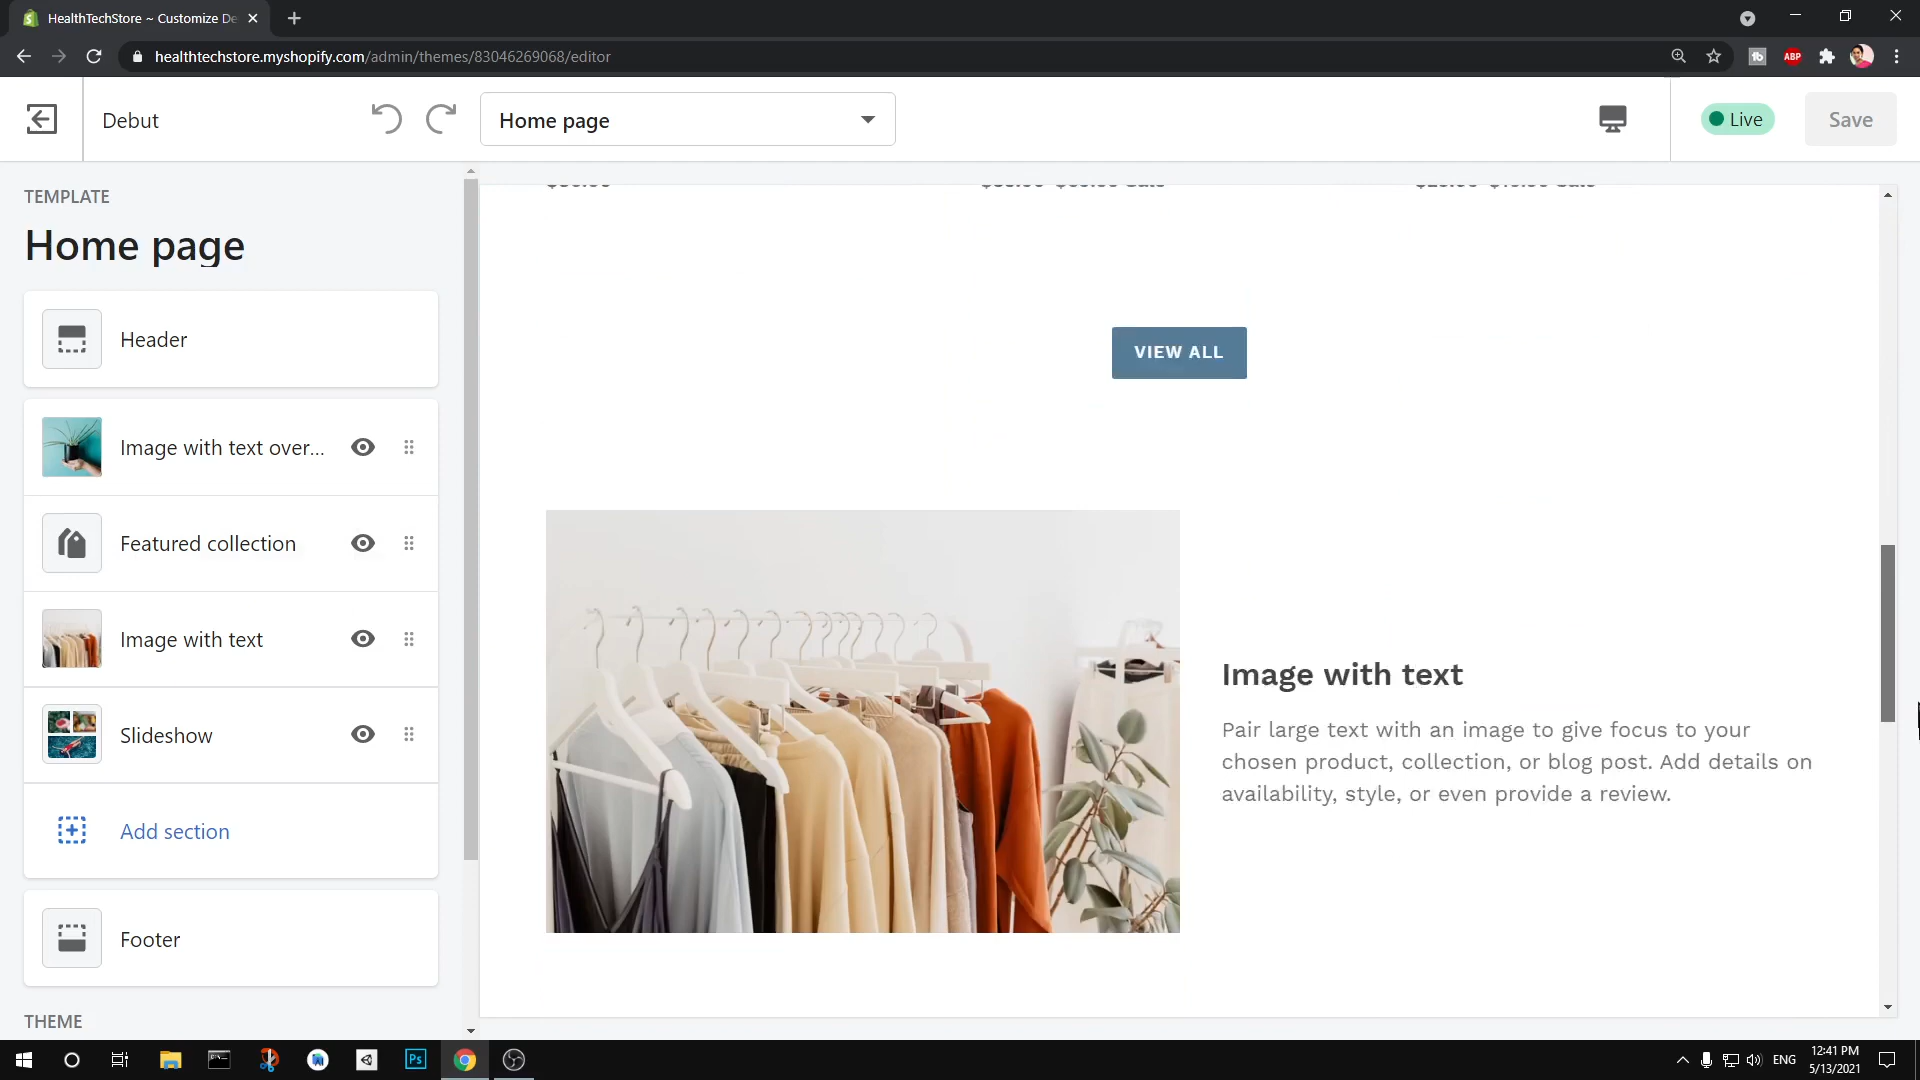 HealthTechStore ~ Customize De
healthtechstore.myshopify.com/admin/themes/83046269068/editor
ABP
Debut
Home page
Live
Save
TEMPLATE
Home page
Header
Image with text over...
Featured collection
Image with text
Slideshow
Add section
Footer
THEME
VIEW ALL
Image with text
Pair large text with an image to give focus to your
chosen product, collection, or blog post. Add details on
availability, style, or even provide a review.
Ps
ENG
12:41 PM
5/13/2021